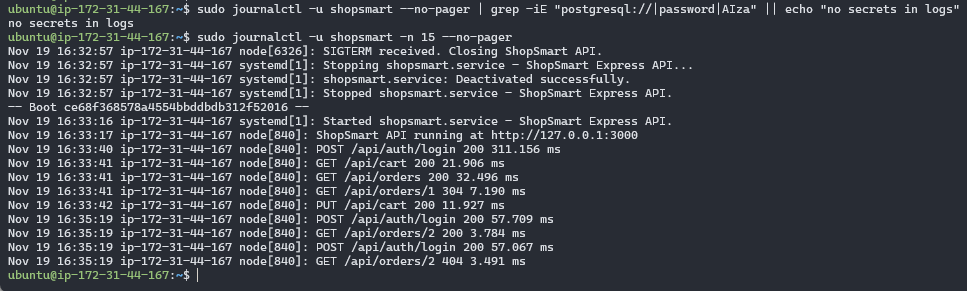 ubuntu@ip-172-31-44-167:~$ sudo journalctl -u shopsmart --no-pager | grep -iE "postgresql://|password|AIza" || echo "no secrets in logs"
no secrets in logs
ubuntu@ip-172-31-44-167:~$ sudo journalctl -u shopsmart -n 15 --no-pager
Nov 19 16:32:57 ip-172-31-44-167 node[6326]: SIGTERM received. Closing ShopSmart API.
Nov 19 16:32:57 ip-172-31-44-167 systemd[1]: Stopping shopsmart.service - ShopSmart Express API...
Nov 19 16:32:57 ip-172-31-44-167 systemd[1]: shopsmart.service: Deactivated successfully.
Nov 19 16:32:57 ip-172-31-44-167 systemd[1]: Stopped shopsmart.service - ShopSmart Express API.
-- Boot ce68f368578a4554bbddbdb312f52016 --
Nov 19 16:33:16 ip-172-31-44-167 systemd[1]: Started shopsmart.service - ShopSmart Express API.
Nov 19 16:33:17 ip-172-31-44-167 node[840]: ShopSmart API running at http://127.0.0.1:3000
Nov 19 16:33:40 ip-172-31-44-167 node[840]: POST /api/auth/login 200 311.156 ms
Nov 19 16:33:41 ip-172-31-44-167 node[840]: GET /api/cart 200 21.906 ms
Nov 19 16:33:41 ip-172-31-44-167 node[840]: GET /api/orders 200 32.496 ms
Nov 19 16:33:41 ip-172-31-44-167 node[840]: GET /api/orders/1 304 7.190 ms
Nov 19 16:33:42 ip-172-31-44-167 node[840]: PUT /api/cart 200 11.927 ms
Nov 19 16:35:19 ip-172-31-44-167 node[840]: POST /api/auth/login 200 57.709 ms
Nov 19 16:35:19 ip-172-31-44-167 node[840]: GET /api/orders/2 200 3.784 ms
Nov 19 16:35:19 ip-172-31-44-167 node[840]: POST /api/auth/login 200 57.067 ms
Nov 19 16:35:19 ip-172-31-44-167 node[840]: GET /api/orders/2 404 3.491 ms
ubuntu@ip-172-31-44-167:~$